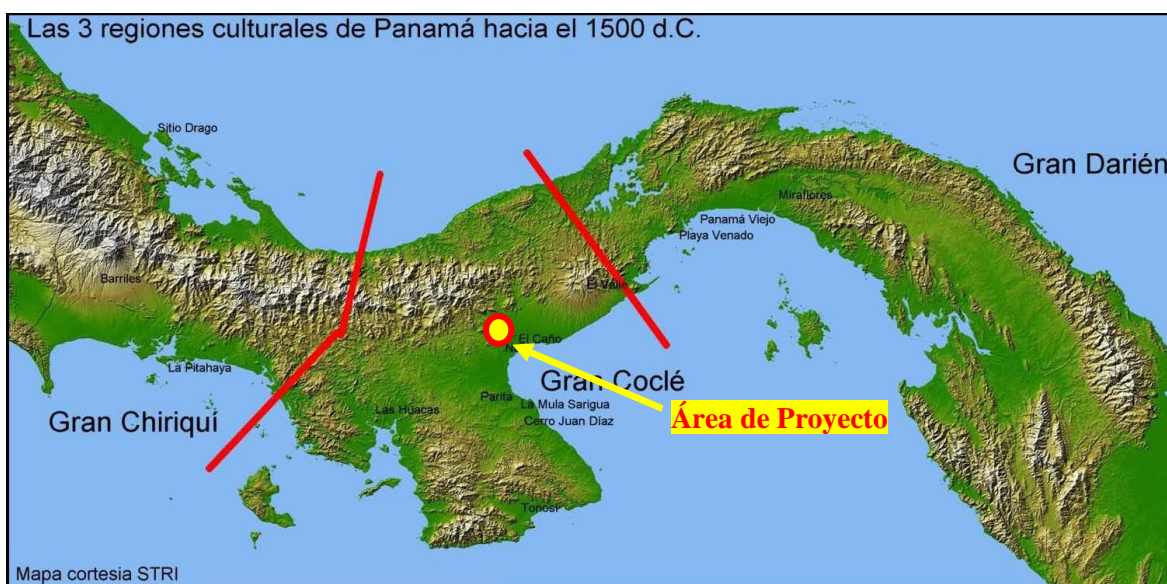 Las 3 regiones culturales de Panamá hacia el 1500 d.C.
Sitio Drago
Gran Darién
Miraflores
Panamá Viejo
Playa Venado
Barriles
El Valle
El Caño
La Pitahaya
Gran Coclé
Parita
La Mula Sarigua
Las Huacas
Gran Chiriquí
Cerro Juan Díaz
Área de Proyecto
Tonosí
Mapa cortesia STRI